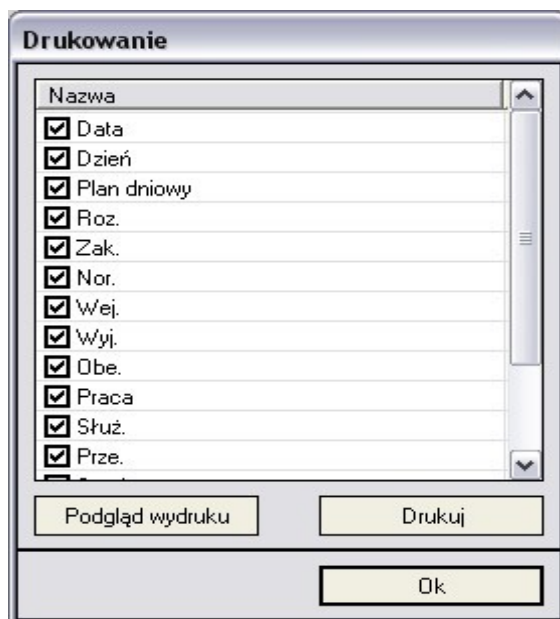 Drukowanie
Nazwa
Data
Dzień
Plan dniowy
Roz.
Zak.
Nor.
Wej.
Wyj.
Obe.
Praca
Służ.
Prze.
Podgląd wydruku
Drukuj
Ok